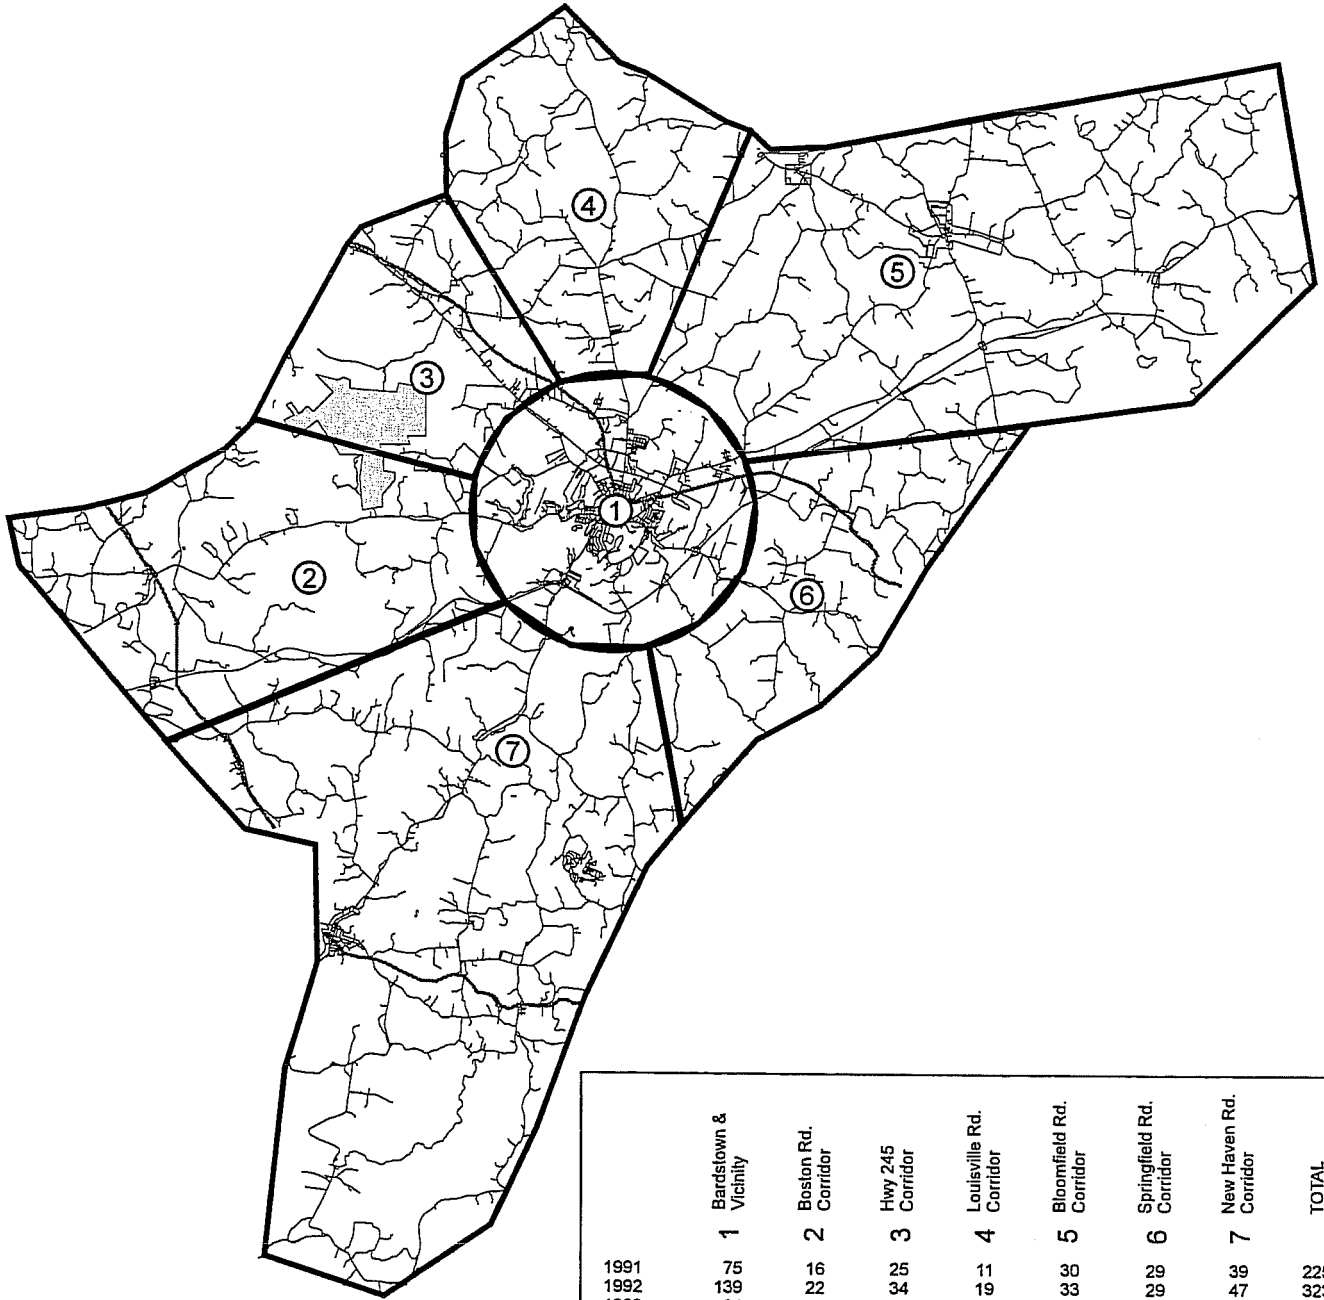 4
5
3
1
2
6
7
Bardstown &
Vicinity
1
Boston Rd.
Corridor
2
Hwy 245
Corridor
3
Louisville Rd.
Corridor
4
Bloomfield Rd.
Corridor
5
Springfield Rd.
Corridor
6
New Haven Rd.
Corridor
7
TOTAL
1991 75 16 25 11 30 29 39
1992 139 22 34 19 33 29 47